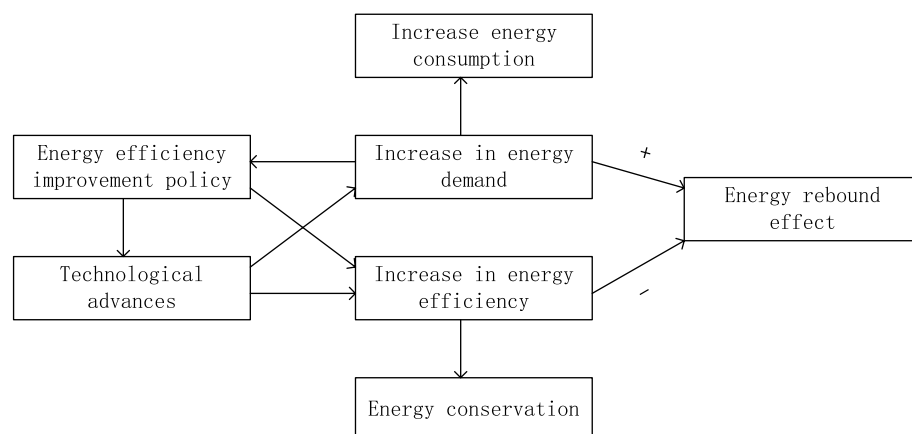 Increase energy
consumption
Energy efficiency
improvement policy
Increase in energy
demand
+
Energy rebound
effect
Technological
advances
Increase in energy
efficiency
−
Energy conservation